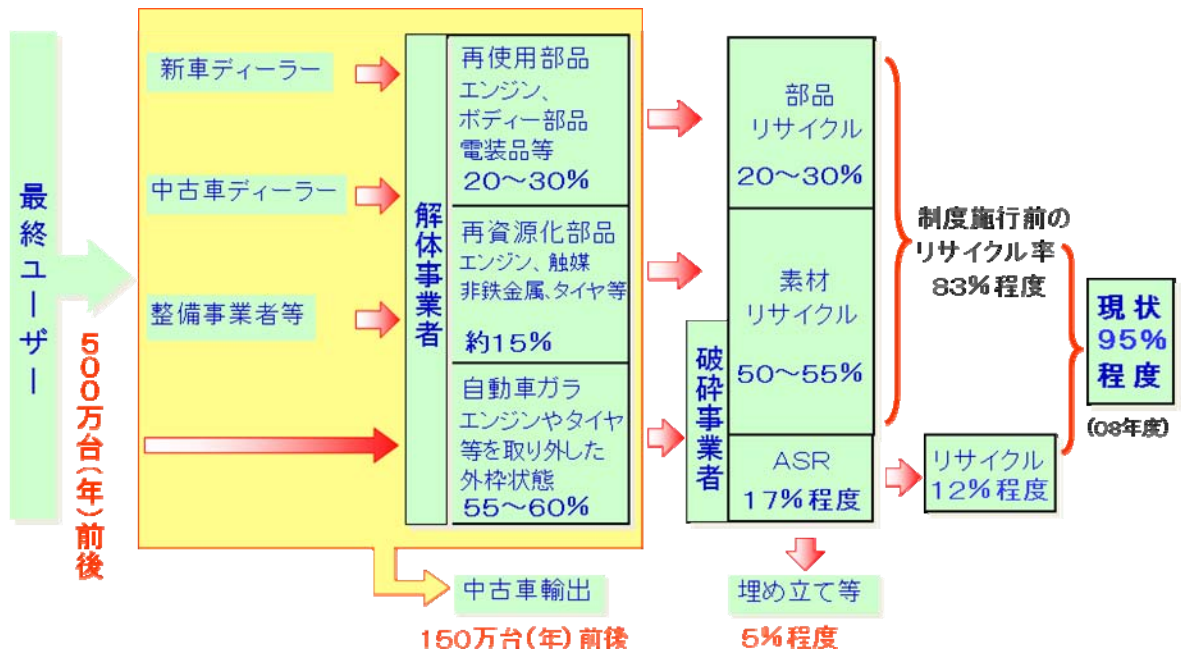 最終ユーザー
500万台(年)前後
新車ディーラー
中古車ディーラー
整備事業者等
解体事業者
再使用部品
エンジン、
ボディー部品
電装品等
20～30%
再資源化部品
エンジン、触媒
非鉄金属、タイヤ等
約15%
自動車ガラ
エンジンやタイヤ
等を取り外した
外枠状態
55～60%
中古車輸出
150万台(年)前後
破砕事業者
部品
リサイクル
20～30%
素材
リサイクル
50～55%
ASR
17%程度
埋め立て等
5%程度
制度施行前の
リサイクル率
83%程度
リサイクル
12%程度
現状
95%
程度
(08年度)